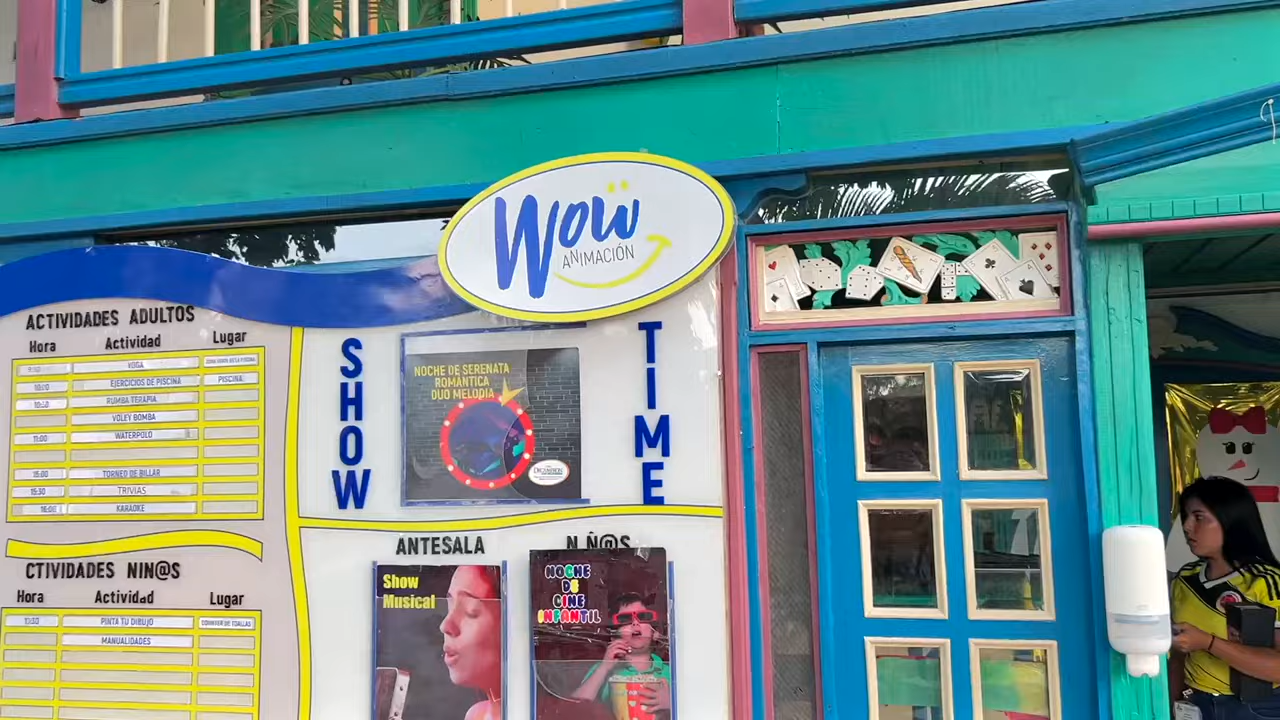 Wow
ANIMACIÓN
ACTIVIDADES ADULTOS
Hora Actividad Lugar
YOGA
EJERCICIOS DE PISCINA PISCINA
RUMBA TERAPIA
VOLEY BOMBA
11:00 WATERPOLO
15:00 TORNEO DE BILLAR
15:30 TRIVIAS
16:00 KARAOKE
CTIVIDADES NIN@S
Hora Actividad Lugar
PINTA TU DIBUJO
MANUALIDADES
SHOW
TIME
NOCHE DE SERENATA
ROMÁNTICA
DUO MELODIA
DECAMERON
ANTESALA
Show
Musical
N Ñ@S
NOCHE
DE
CINE
INFANTIL